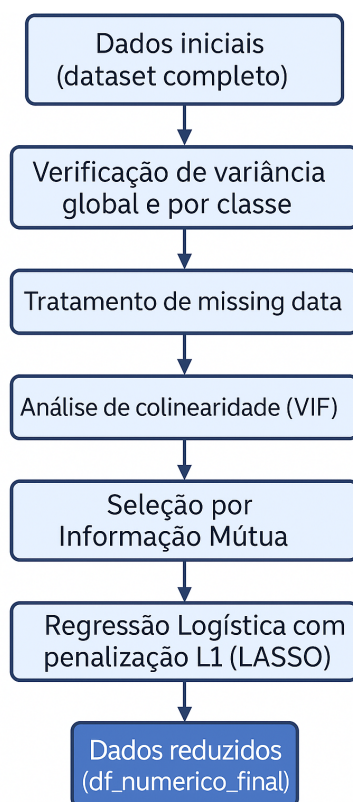 Dados iniciais
(dataset completo)
Verificação de variância
global e por classe
Tratamento de missing data
Análise de colinearidade (VIF)
Seleção por
Informação Mútua
Regressão Logística com
penalização L1 (LASSO)
Dados reduzidos
(df_numerico_final)